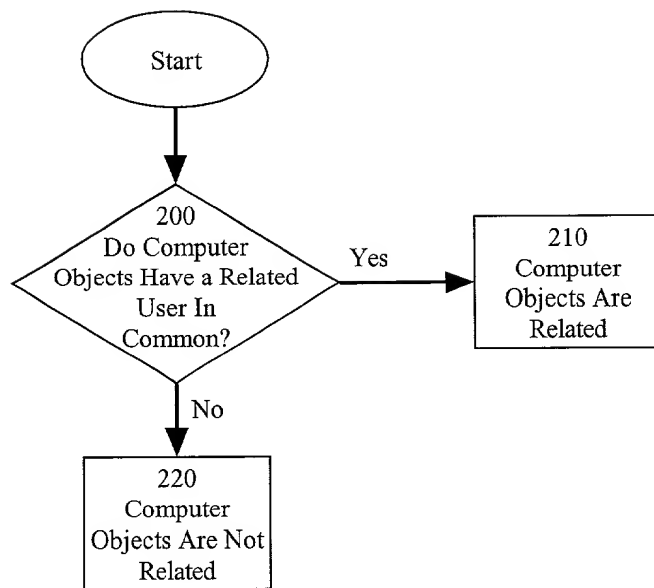 Start
200
Do Computer
Objects Have a Related
User In
Common?
Yes
210
Computer
Objects Are
Related
No
220
Computer
Objects Are Not
Related